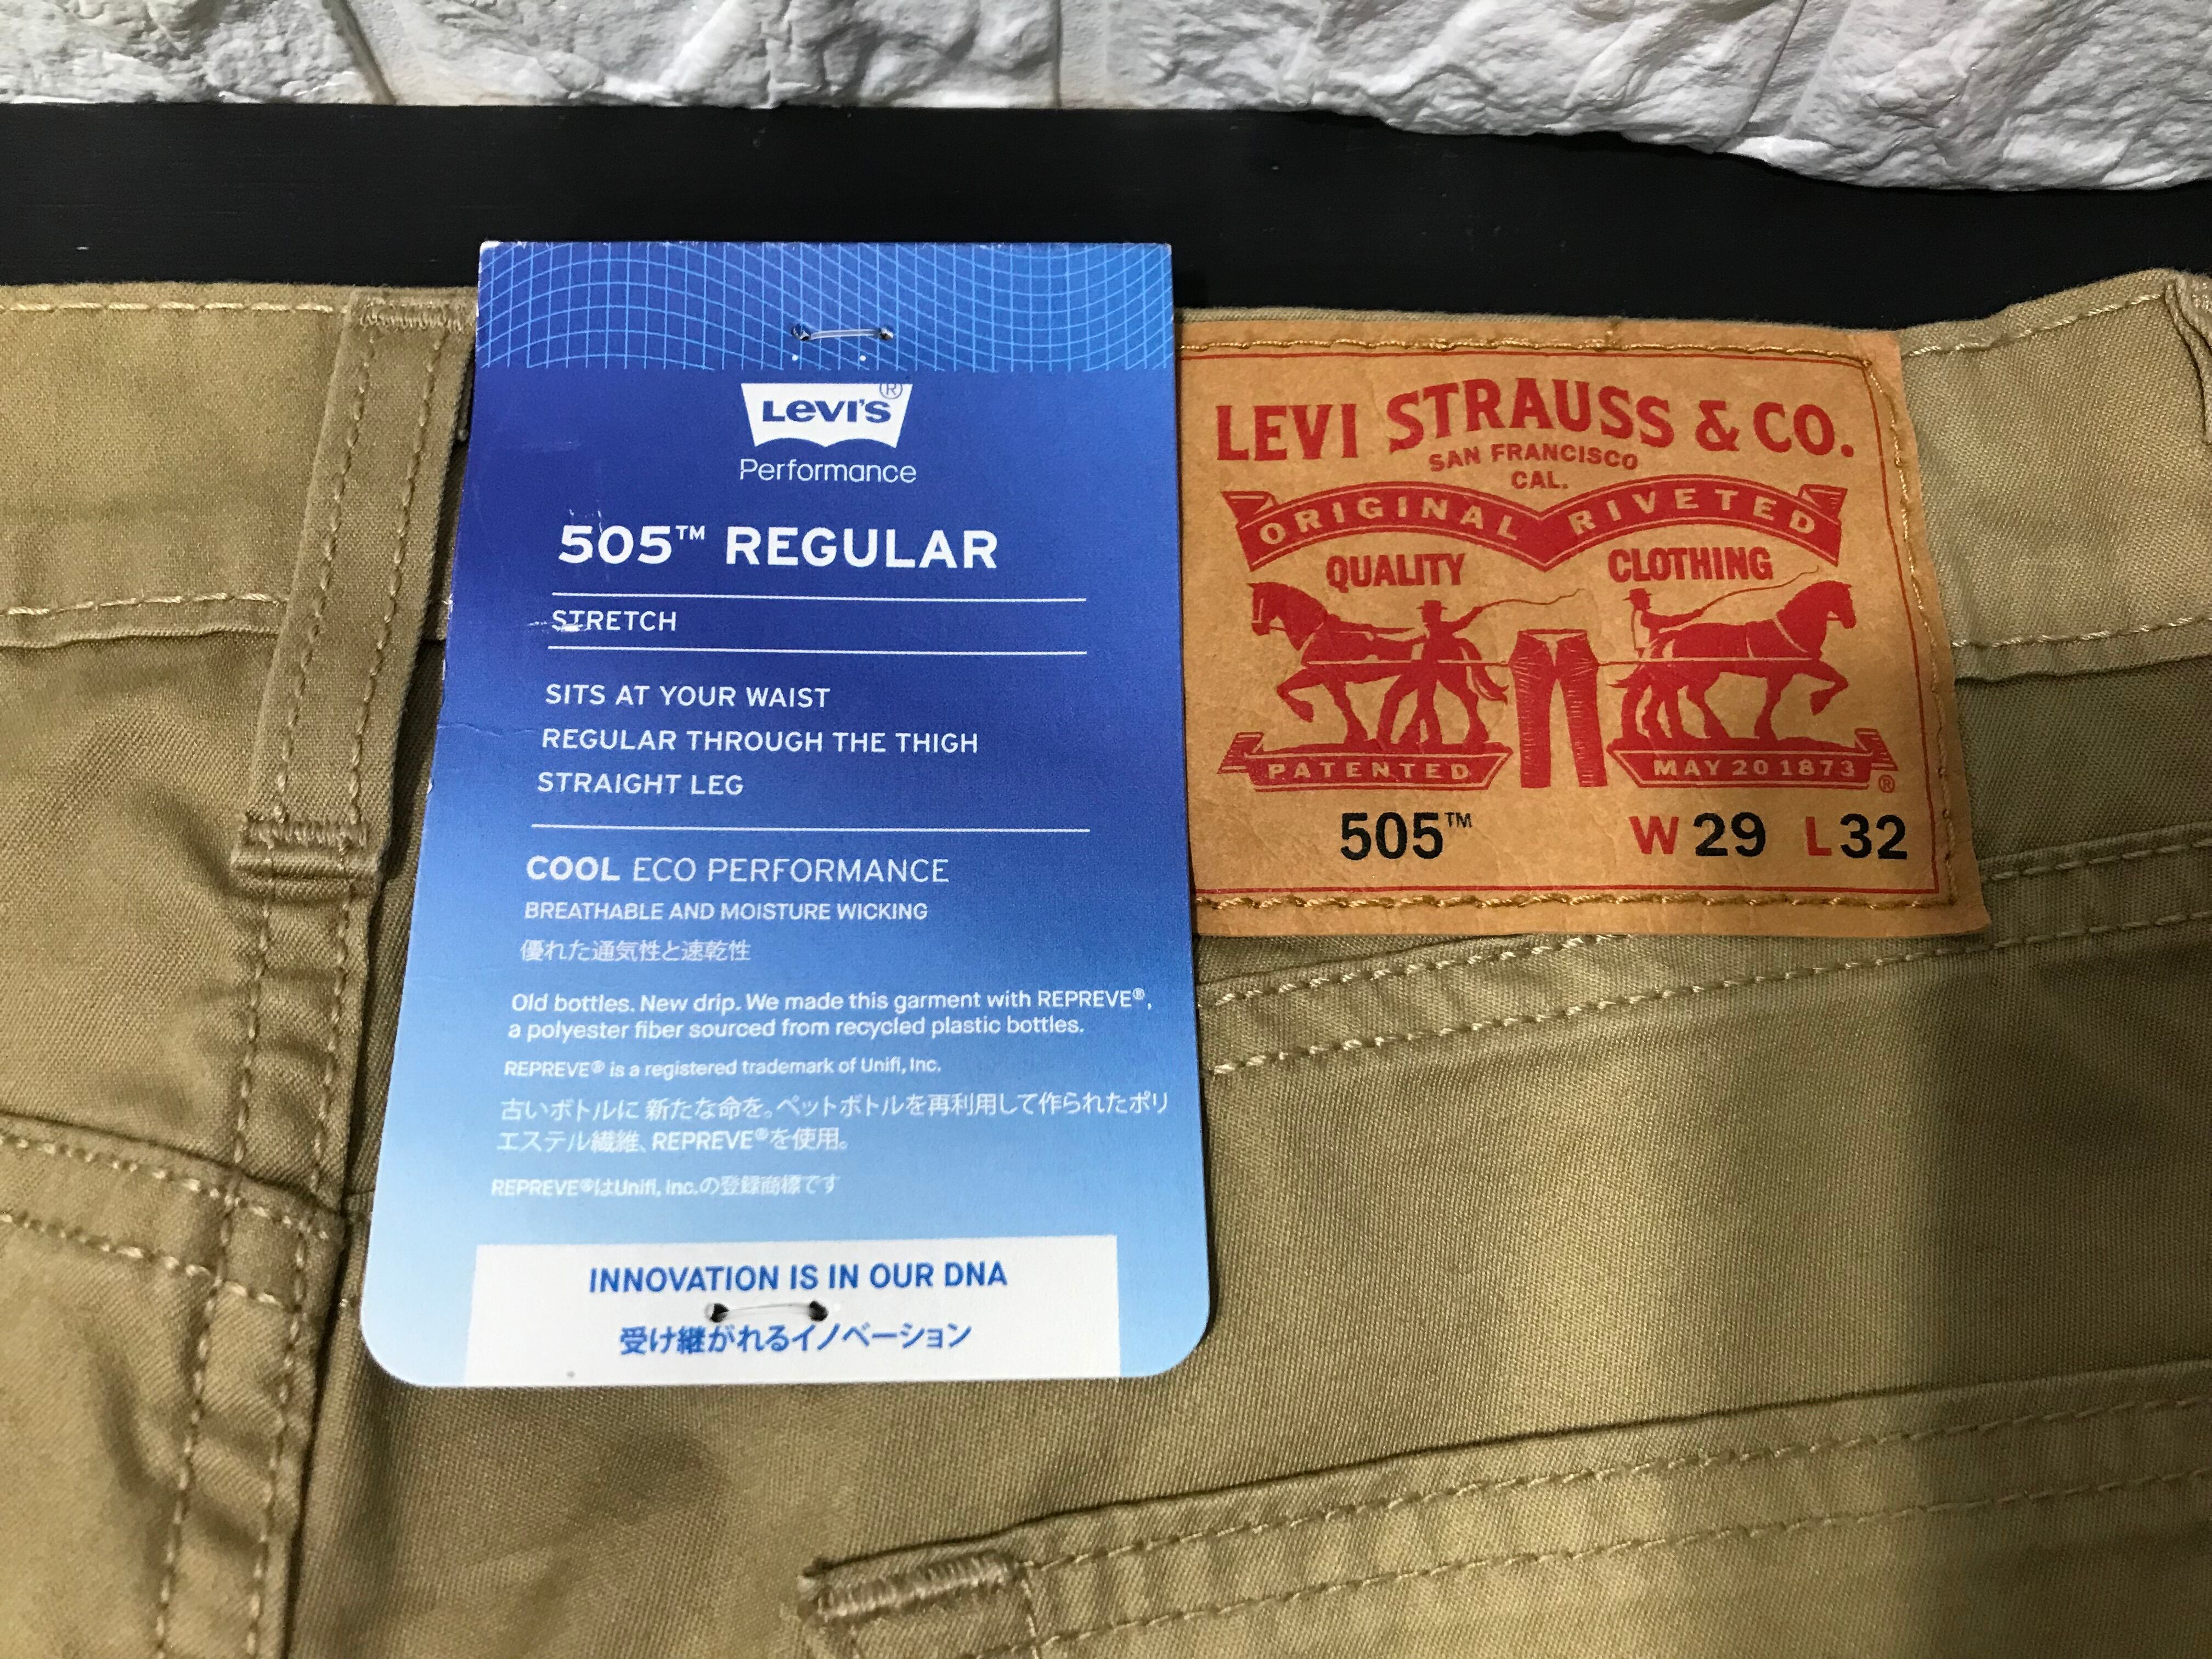 Levi's®
Performance
505™ REGULAR
STRETCH
SITS AT YOUR WAIST
REGULAR THROUGH THE THIGH
STRAIGHT LEG
COOL ECO PERFORMANCE
BREATHABLE AND MOISTURE WICKING
優れた通気性と速乾性
Old bottles. New drip. We made this garment with REPREVE®,
a polyester fiber sourced from recycled plastic bottles.
REPREVE® is a registered trademark of Unifi, Inc.
古いボトルに 新たな命を。ペットボトルを再利用して作られたポリ
エステル繊維、REPREVE®を使用。
REPREVE®はUnifi, Inc.の登録商標です
INNOVATION IS IN OUR DNA
受け継がれるイノベーション
LEVI STRAUSS & CO.
SAN FRANCISCO
CAL.
ORIGINAL RIVETED
QUALITY CLOTHING
PATENTED MAY 20 1873 ®
505™ W 29 L 32